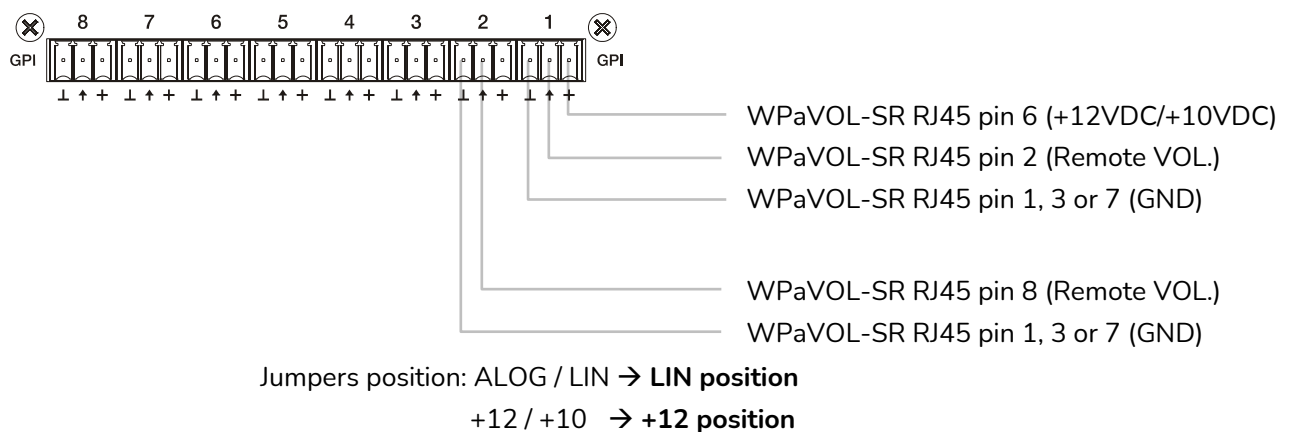 8 7 6 5 4 3 2 1
GPI GPI
⊥ ↑ + ⊥ ↑ + ⊥ ↑ + ⊥ ↑ + ⊥ ↑ + ⊥ ↑ + ⊥ ↑ + ⊥ ↑ +
WPaVOL-SR RJ45 pin 6 (+12VDC/+10VDC)
WPaVOL-SR RJ45 pin 2 (Remote VOL.)
WPaVOL-SR RJ45 pin 1, 3 or 7 (GND)
WPaVOL-SR RJ45 pin 8 (Remote VOL.)
WPaVOL-SR RJ45 pin 1, 3 or 7 (GND)
Jumpers position: ALOG / LIN → LIN position
+12 / +10 → +12 position